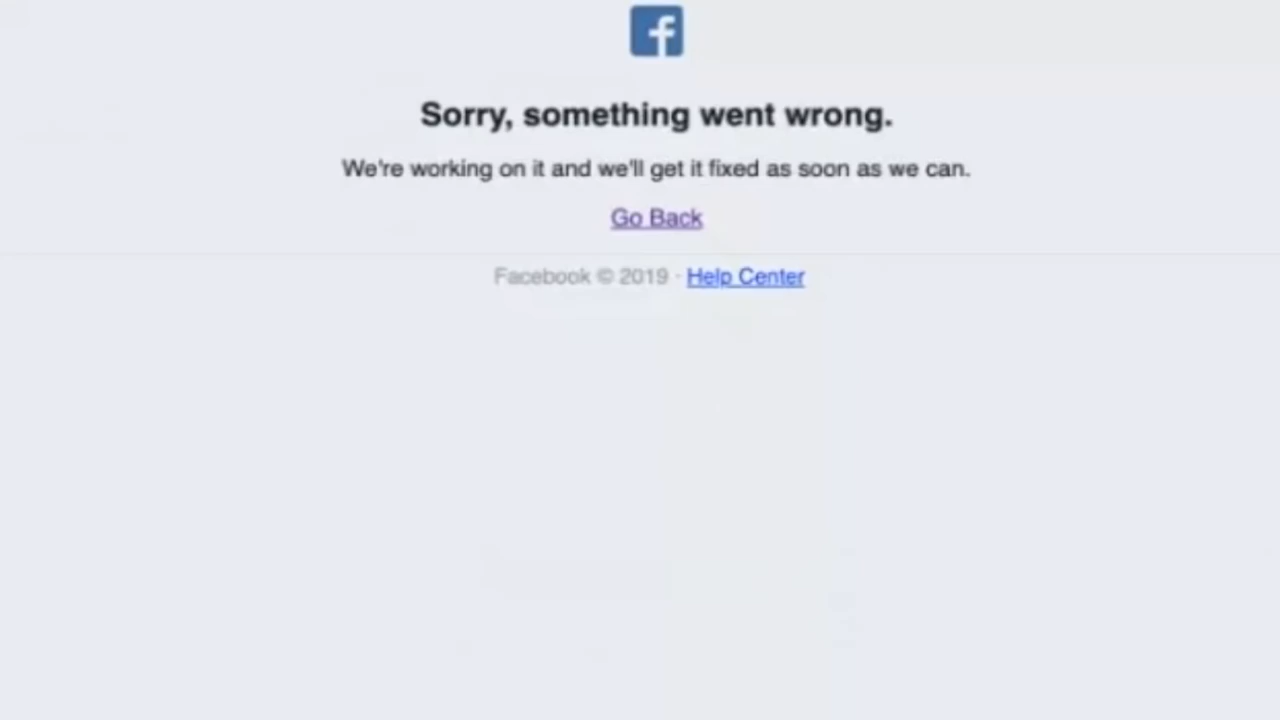 Sorry, something went wrong.
We're working on it and we'll get it fixed as soon as we can.
Go Back
Facebook © 2019 · Help Center